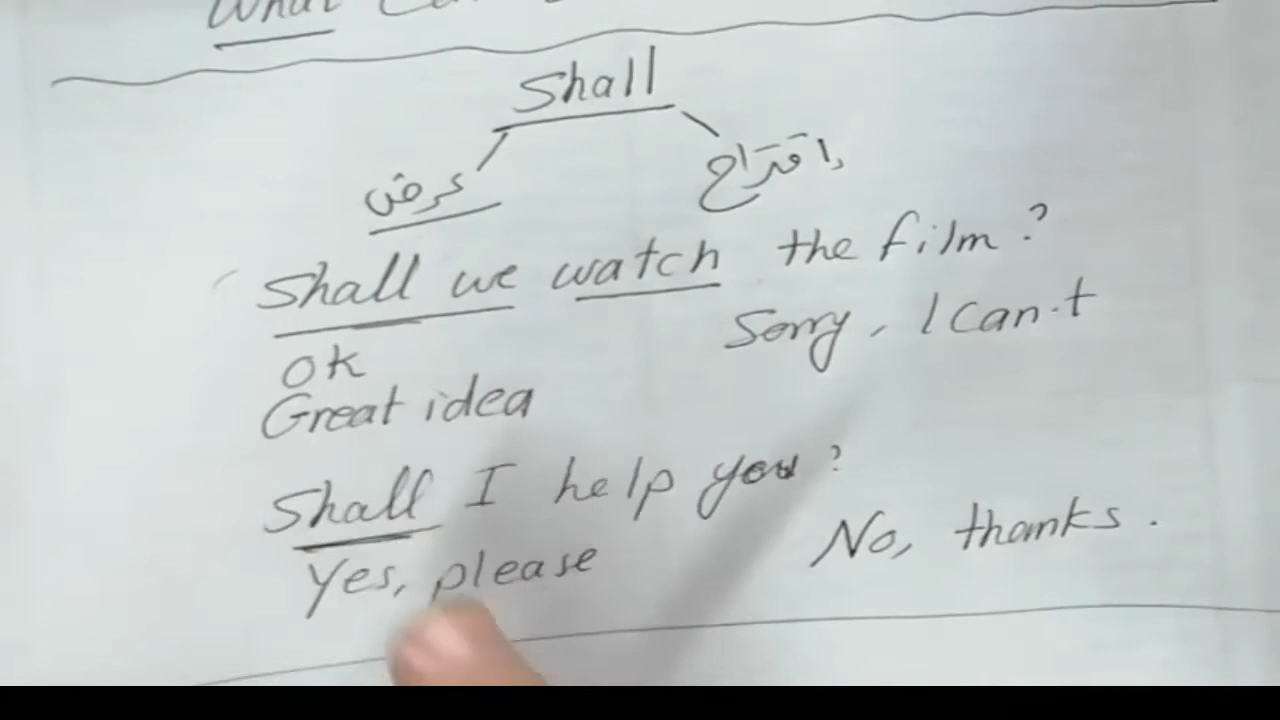 What
Shall
عرض اقتراح
Shall we watch the film?
OK Sorry, I can't
Great idea
Shall I help you?
Yes, please No, thanks.